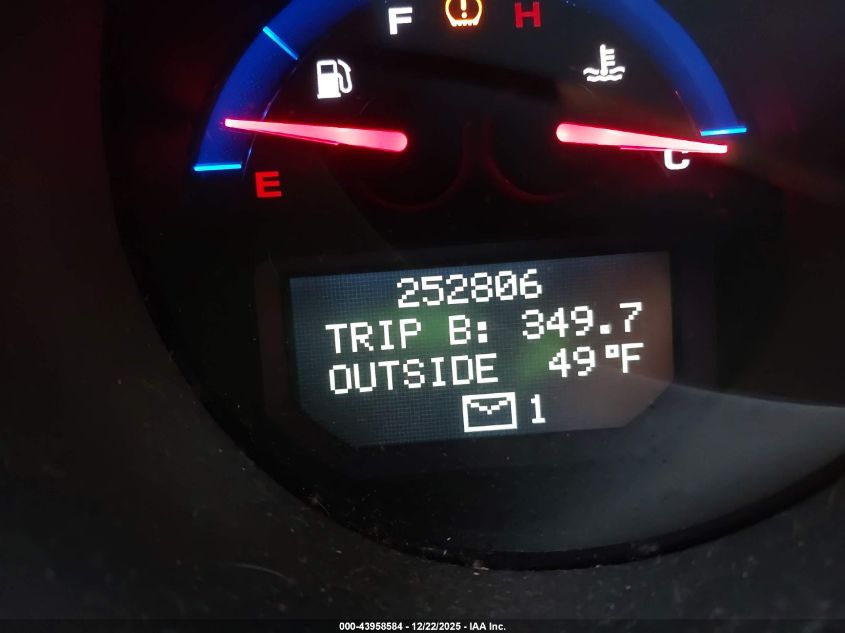 F H
E C
252806
TRIP B: 349.7
OUTSIDE 49°F
1
000-43958584 - 12/22/2025 - IAA Inc.